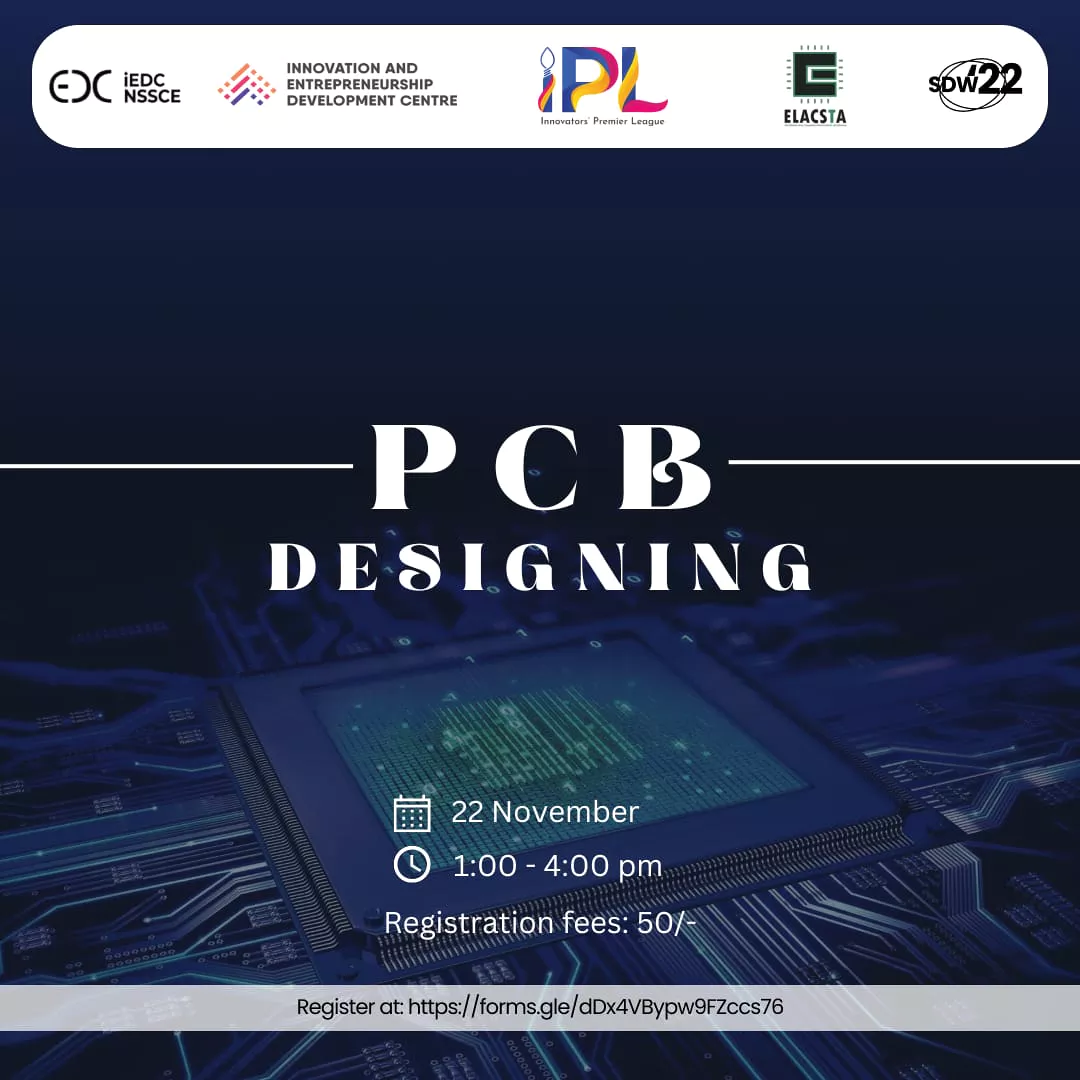 iEDC
NSSCE
INNOVATION AND
ENTREPRENEURSHIP
DEVELOPMENT CENTRE
iPL
Innovators' Premier League
ELACSTA
SDW'22
PCB
DESIGNING
22 November
1:00 - 4:00 pm
Registration fees: 50/-
Register at: https://forms.gle/dDx4VBypw9FZccs76